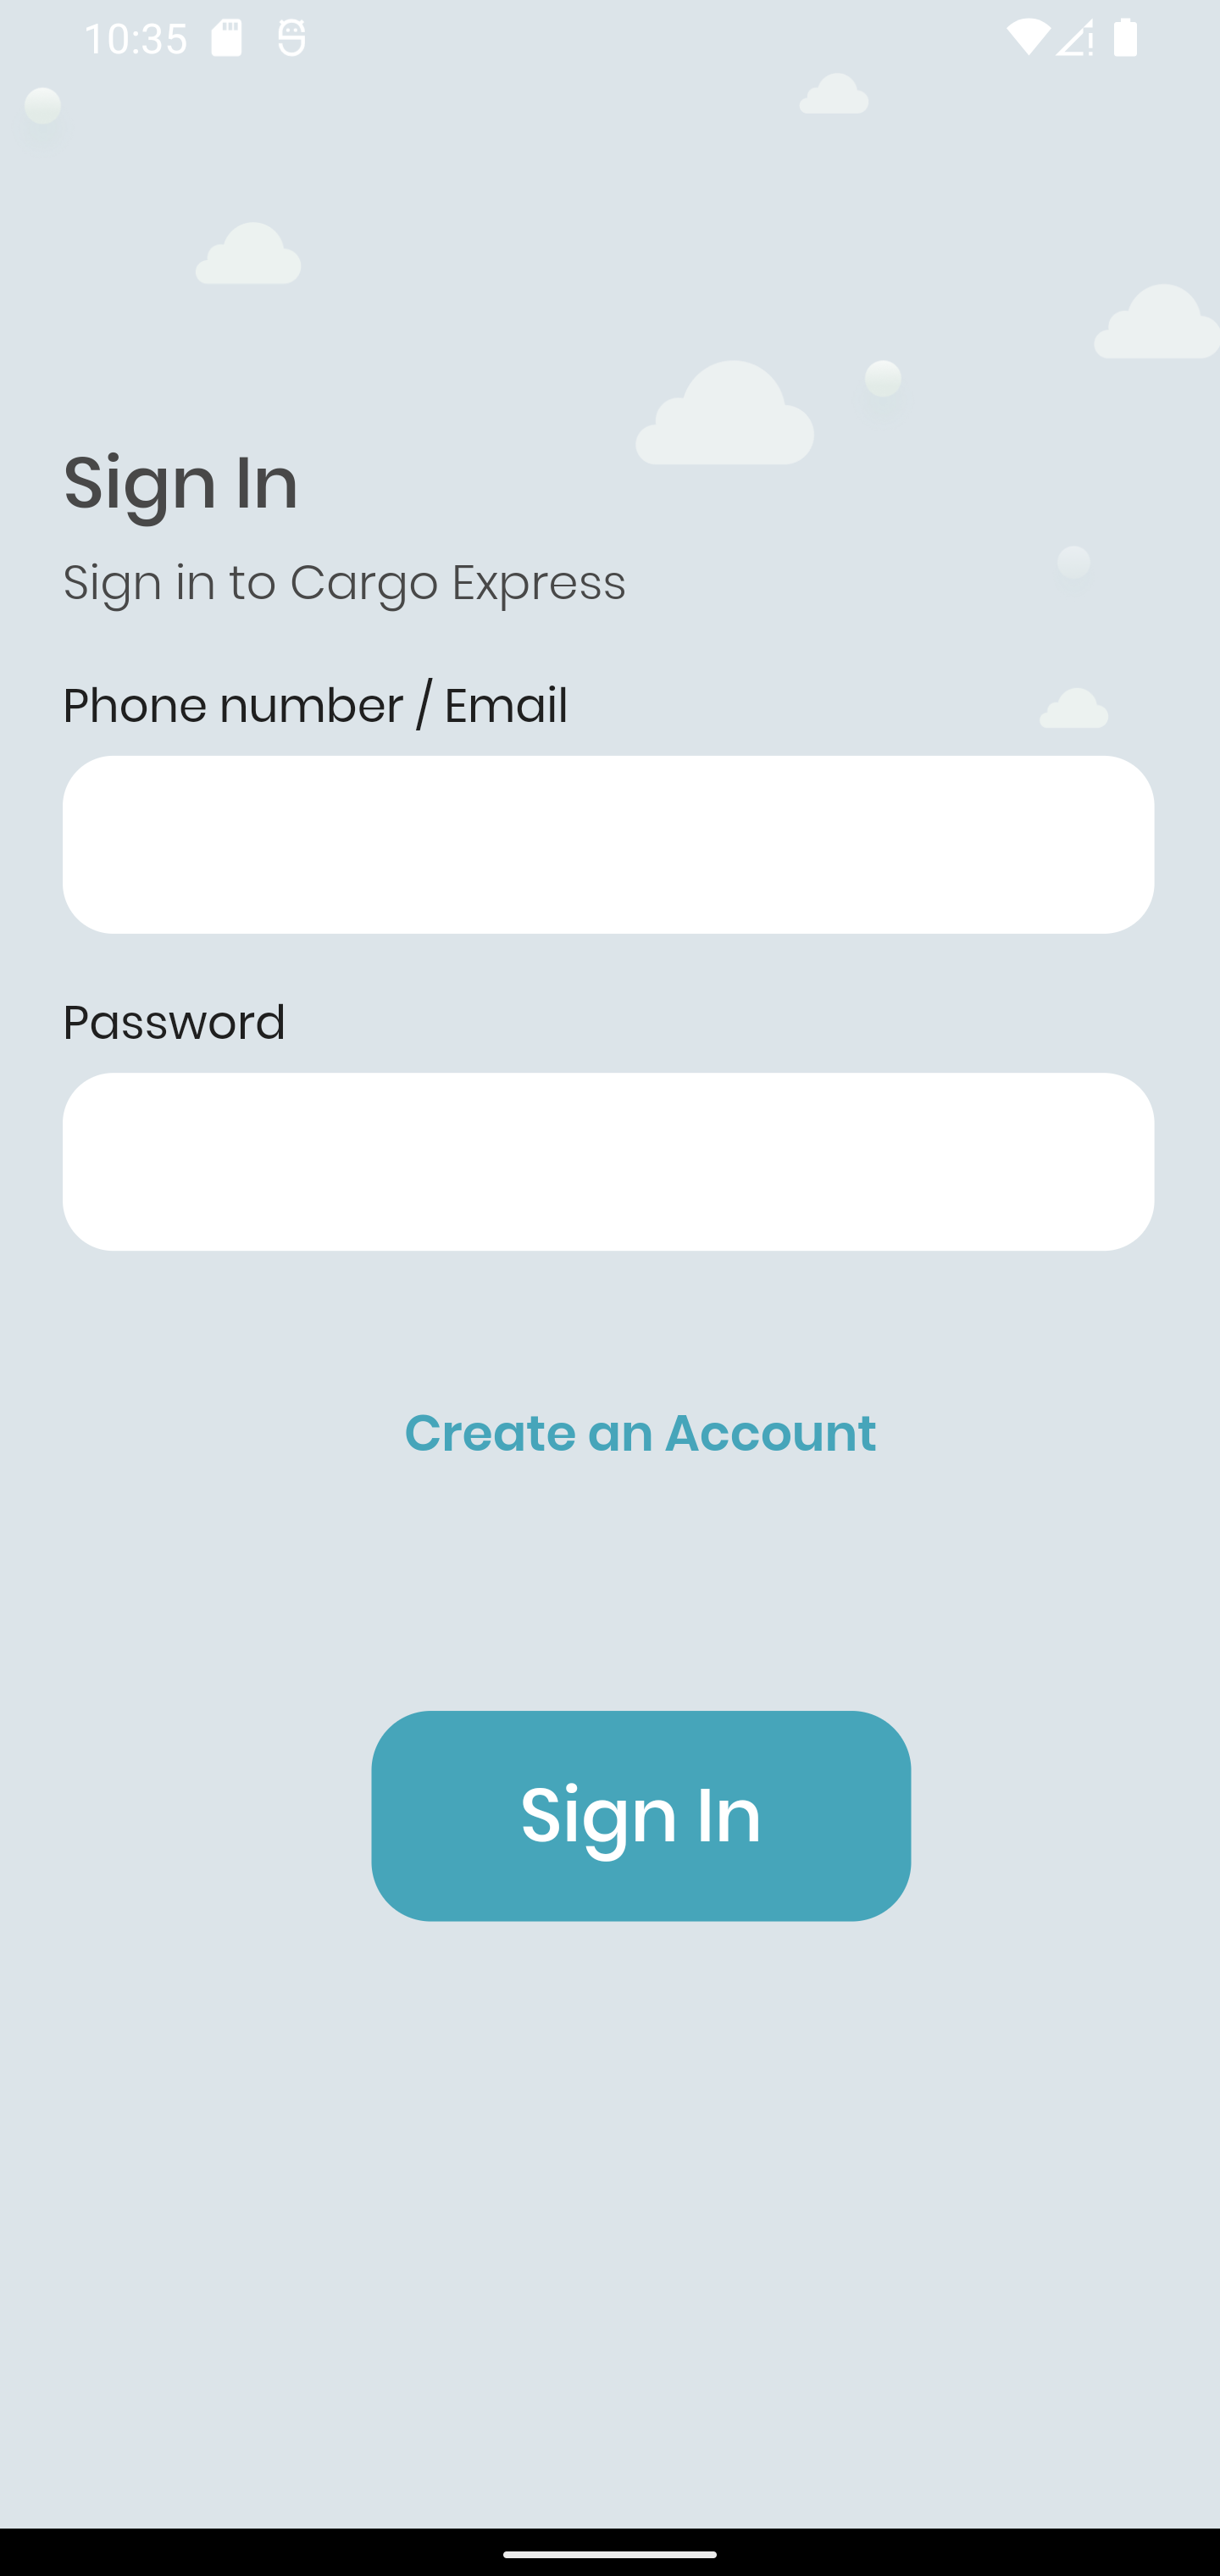 10:35
Sign In
Sign in to Cargo Express
Phone number / Email
Password
Create an Account
Sign In